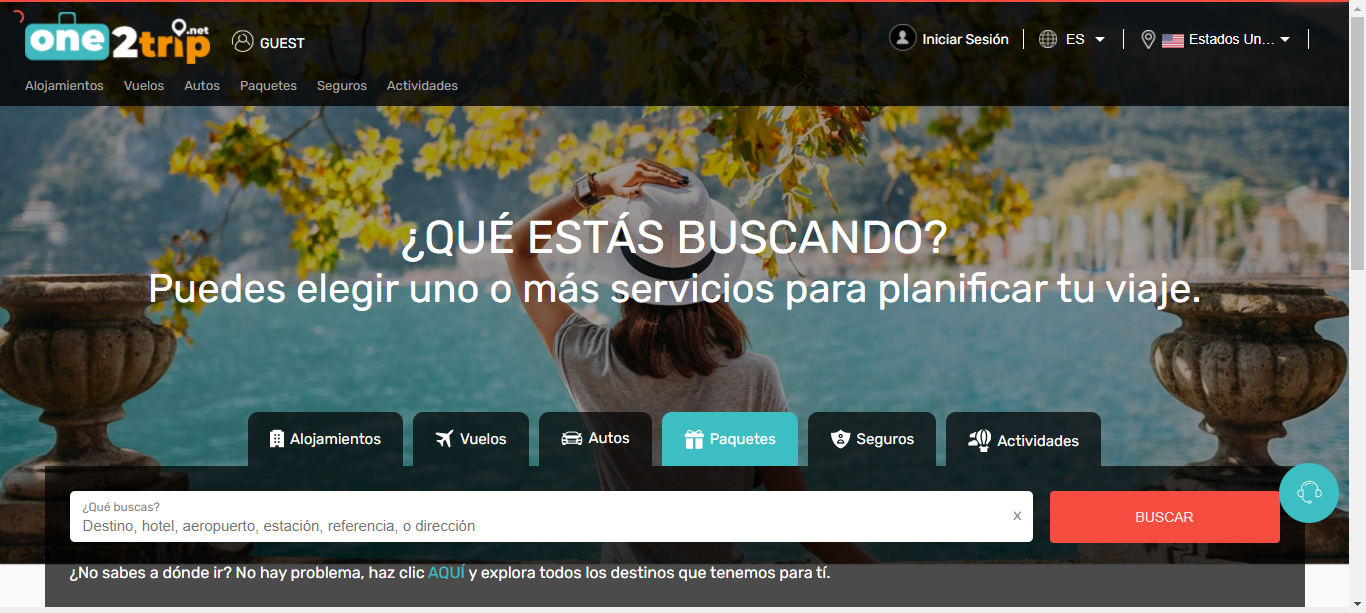 one2trip.net
GUEST
Iniciar Sesión
ES
Estados Un...
Alojamientos Vuelos Autos Paquetes Seguros Actividades
¿QUÉ ESTÁS BUSCANDO?
Puedes elegir uno o más servicios para planificar tu viaje.
Alojamientos Vuelos Autos Paquetes Seguros Actividades
¿Qué buscas?
Destino, hotel, aeropuerto, estación, referencia, o dirección
x
BUSCAR
¿No sabes a dónde ir? No hay problema, haz clic AQUÍ y explora todos los destinos que tenemos para tí.